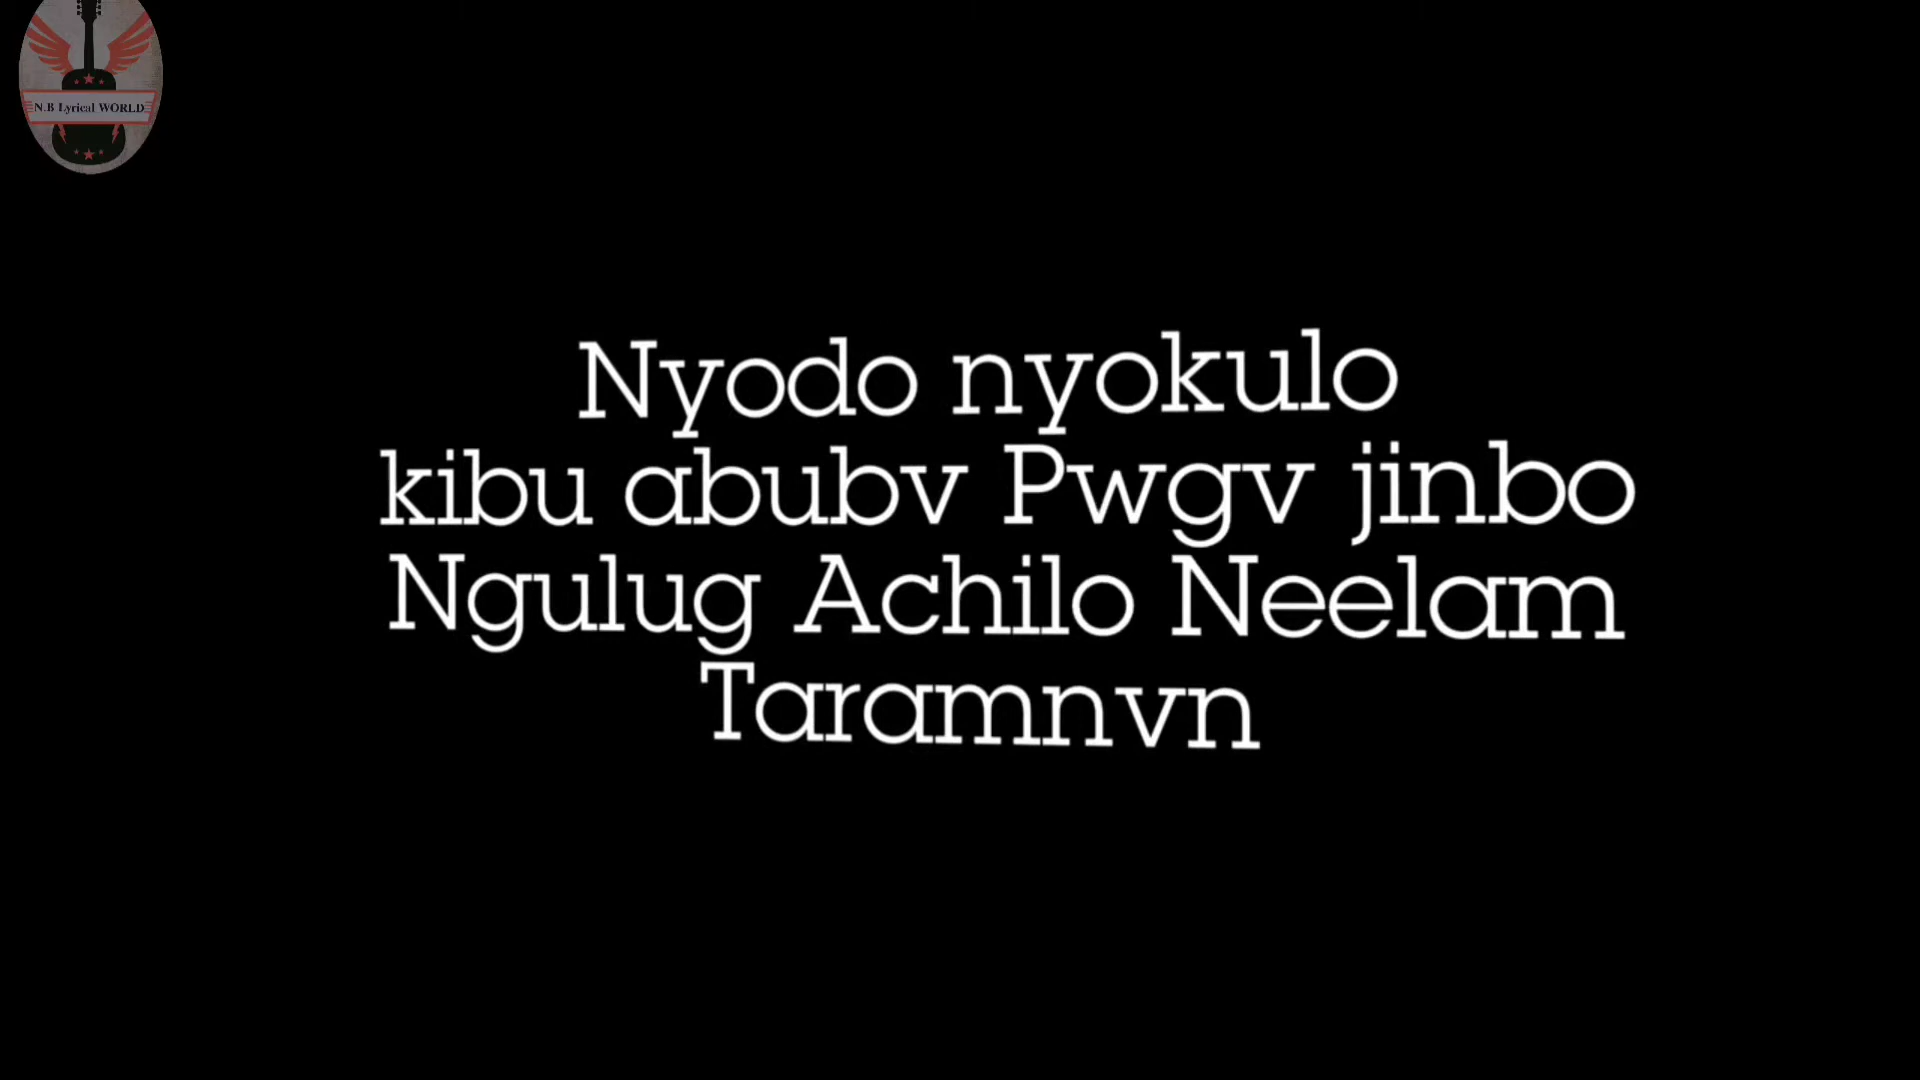 N.B Lyrical WORLD
Nyodo nyokulo
kibu abubv Pwgv jinbo
Ngulug Achilo Neelam
Taramnvn